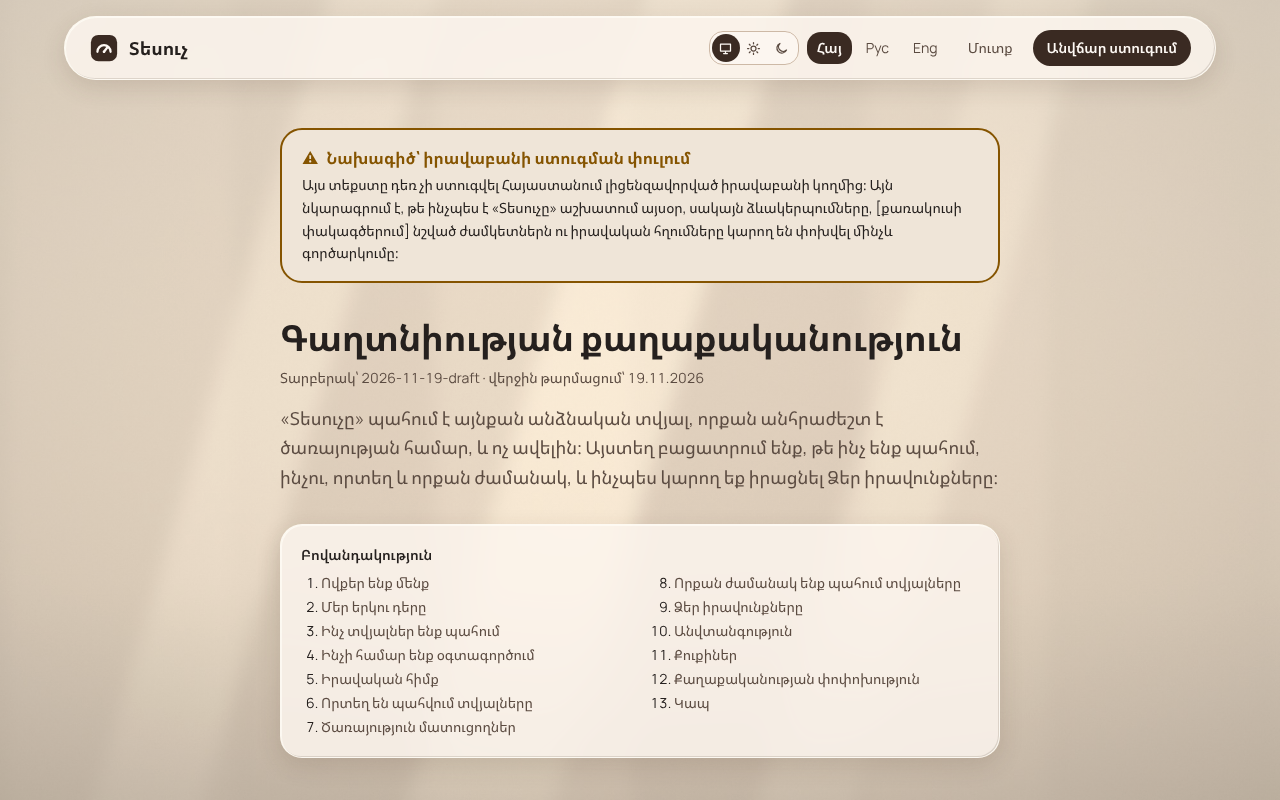 Տեսուչ
Հայ
Рус
Eng
Մուտք
Անվճար ստուգում
Նախագիծ՝ իրավաբանի ստուգման փուլում
Այս տեքստը դեռ չի ստուգվել Հայաստանում լիցենզավորված իրավաբանի կողմից: Այն
նկարագրում է, թե ինչպես է «Տեսուչը» աշխատում այսօր, սակայն ձևակերպումները, [քառակուսի
փակագծերում] նշված ժամկետներն ու իրավական հղումները կարող են փոխվել մինչև
գործարկումը:
Գաղտնիության քաղաքականություն
Տարբերակ՝ 2026-11-19-draft · վերջին թարմացում՝ 19.11.2026
«Տեսուչը» պահում է այնքան անձնական տվյալ, որքան անհրաժեշտ է
ծառայության համար, և ոչ ավելին: Այստեղ բացատրում ենք, թե ինչ ենք պահում,
ինչու, որտեղ և որքան ժամանակ, և ինչպես կարող եք իրացնել Ձեր իրավունքները:
Բովանդակություն
1. Ովքեր ենք մենք
2. Մեր երկու դերը
3. Ինչ տվյալներ ենք պահում
4. Ինչի համար ենք օգտագործում
5. Իրավական հիմք
6. Որտեղ են պահվում տվյալները
7. Ծառայություն մատուցողներ
8. Որքան ժամանակ ենք պահում տվյալները
9. Ձեր իրավունքները
10. Անվտանգություն
11. Քուքիներ
12. Քաղաքականության փոփոխություն
13. Կապ